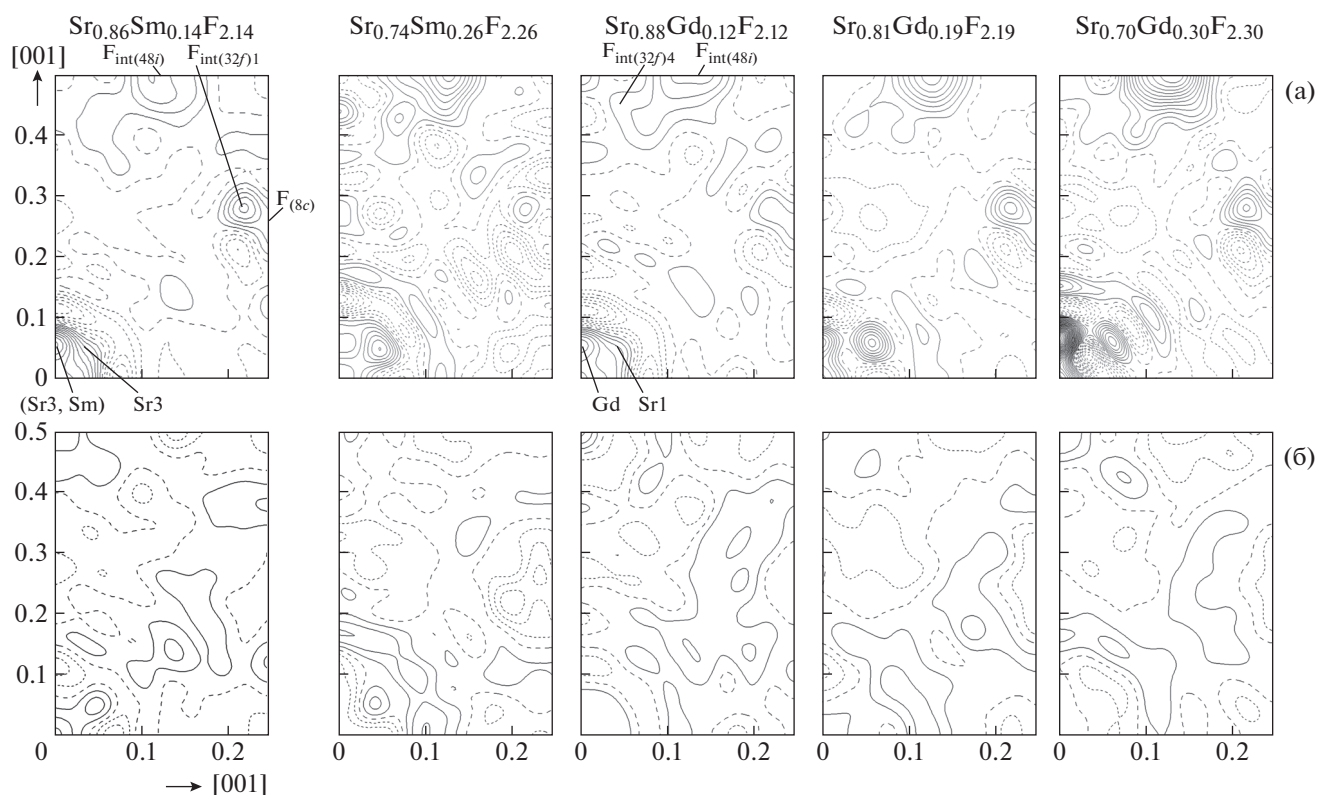 Sr0.86Sm0.14F2.14 Sr0.74Sm0.26F2.26 Sr0.88Gd0.12F2.12 Sr0.81Gd0.19F2.19 Sr0.70Gd0.30F2.30
[001] Fint(48i) Fint(32f)1 Fint(32f)4 Fint(48i)
(а)
0.4
0.3
F(8c)
0.2
0.1
0
(Sr3, Sm) Sr3 Gd Sr1
0.5
(б)
0.4
0.3
0.2
0.1
0 0.1 0.2 0 0.1 0.2 0 0.1 0.2 0 0.1 0.2 0 0.1 0.2
[001]